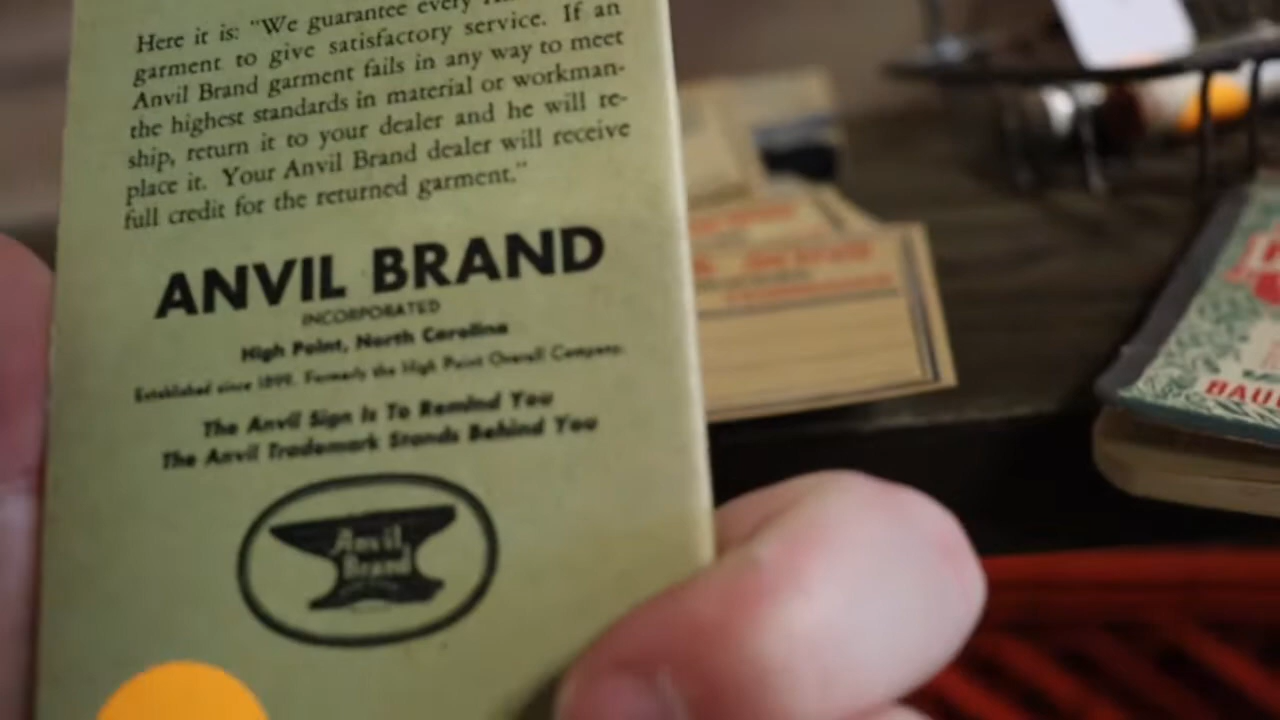 Here it is: "We guarantee every
garment to give satisfactory service. If an
Anvil Brand garment fails in any way to meet
the highest standards in material or workman-
ship, return it to your dealer and he will re-
place it. Your Anvil Brand dealer will receive
full credit for the returned garment."
ANVIL BRAND
INCORPORATED
High Point, North Carolina
Established since 1899. Formerly the High Point Overall Company.
The Anvil Sign Is To Remind You
The Anvil Trademark Stands Behind You
Anvil
Brand
BAU